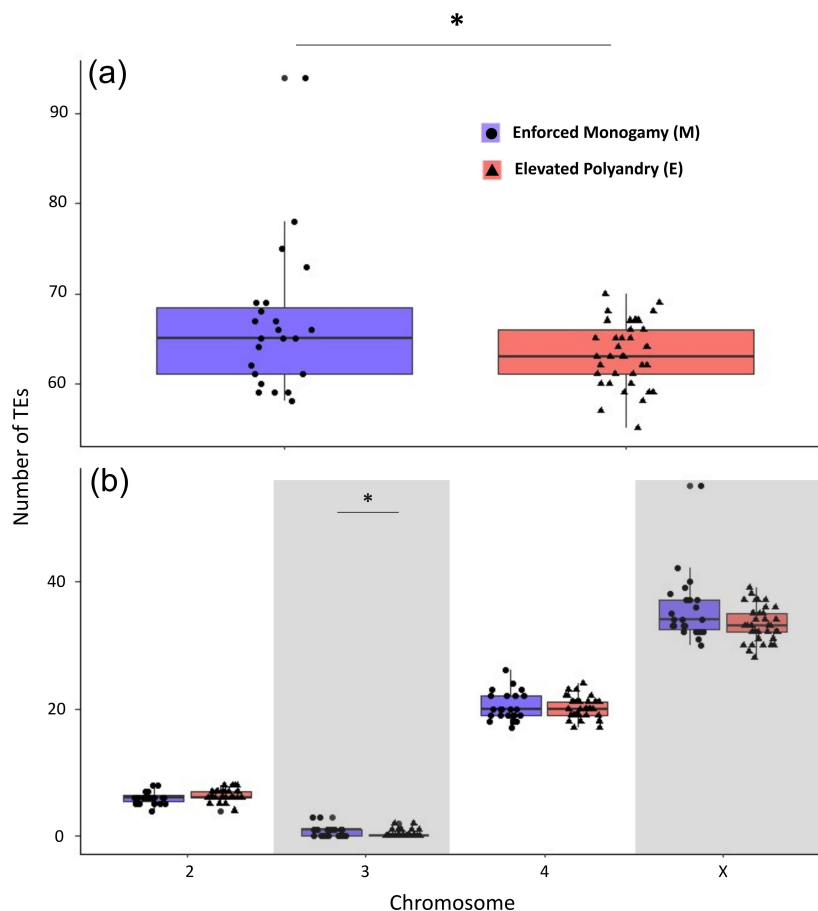 *
(a)
90
80
70
60
Enforced Monogamy (M)
Elevated Polyandry (E)
Number of TEs
(b)
*
40
20
0
2 3 4 X
Chromosome